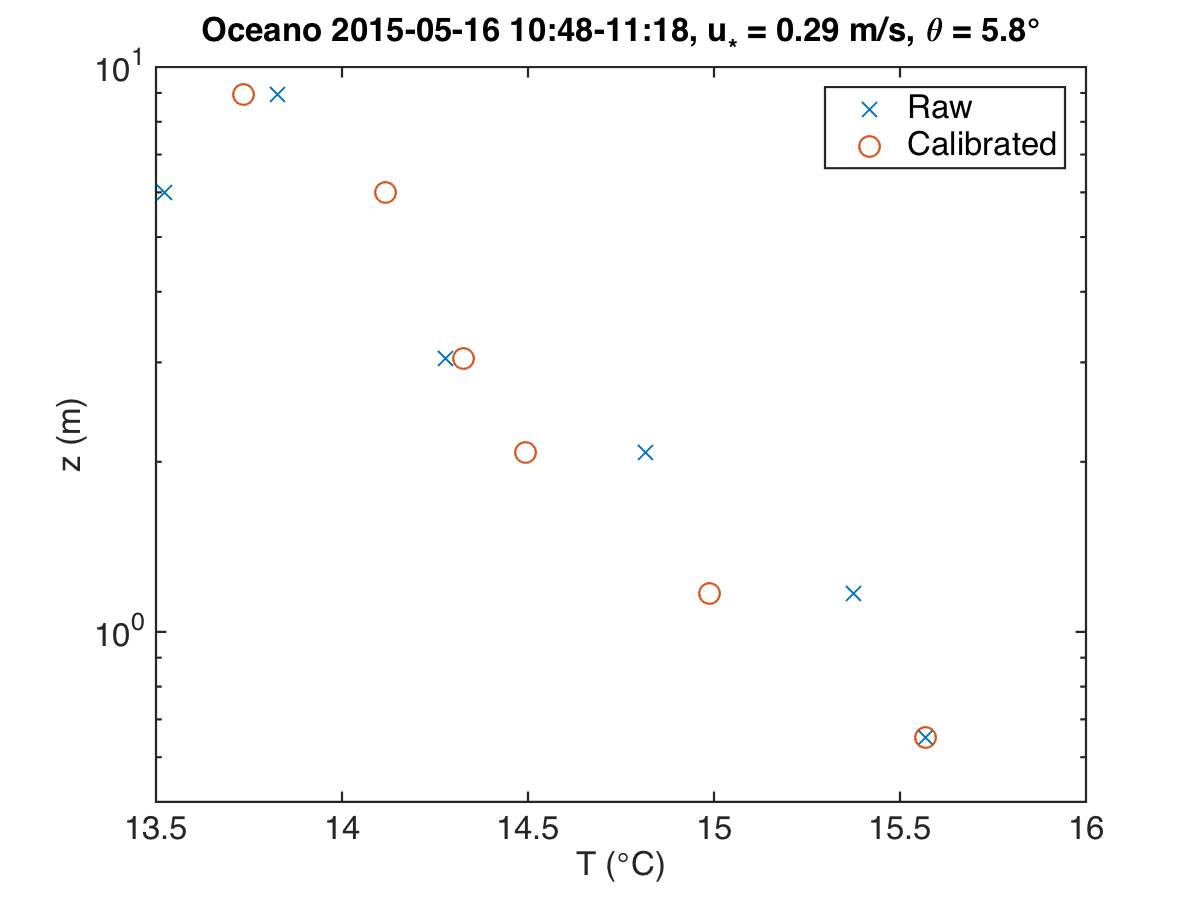 Oceano 2015-05-16 10:48-11:18, u* = 0.29 m/s, θ = 5.8°
10¹
Raw
Calibrated
z (m)
10⁰
13.5 14 14.5 15 15.5 16
T (°C)